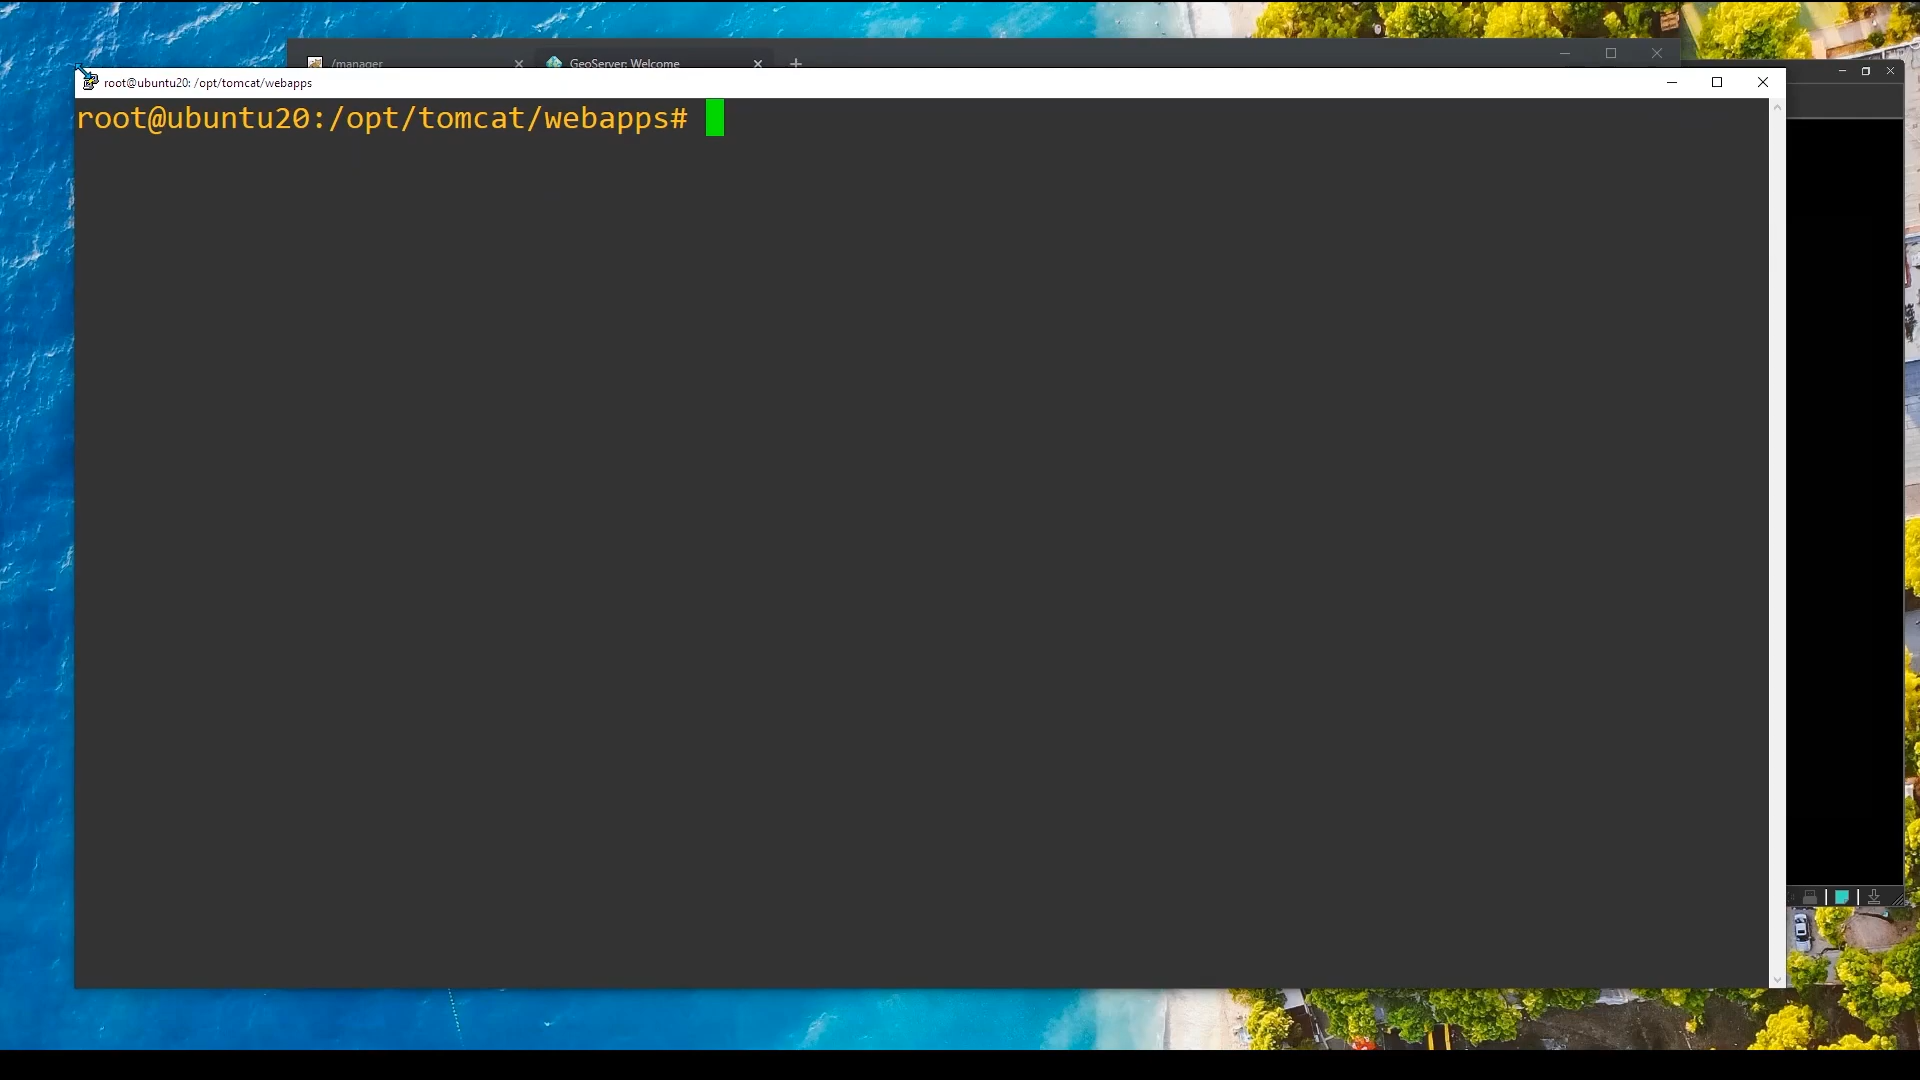 /manager
GeoServer: Welcome
root@ubuntu20: /opt/tomcat/webapps
root@ubuntu20:/opt/tomcat/webapps#